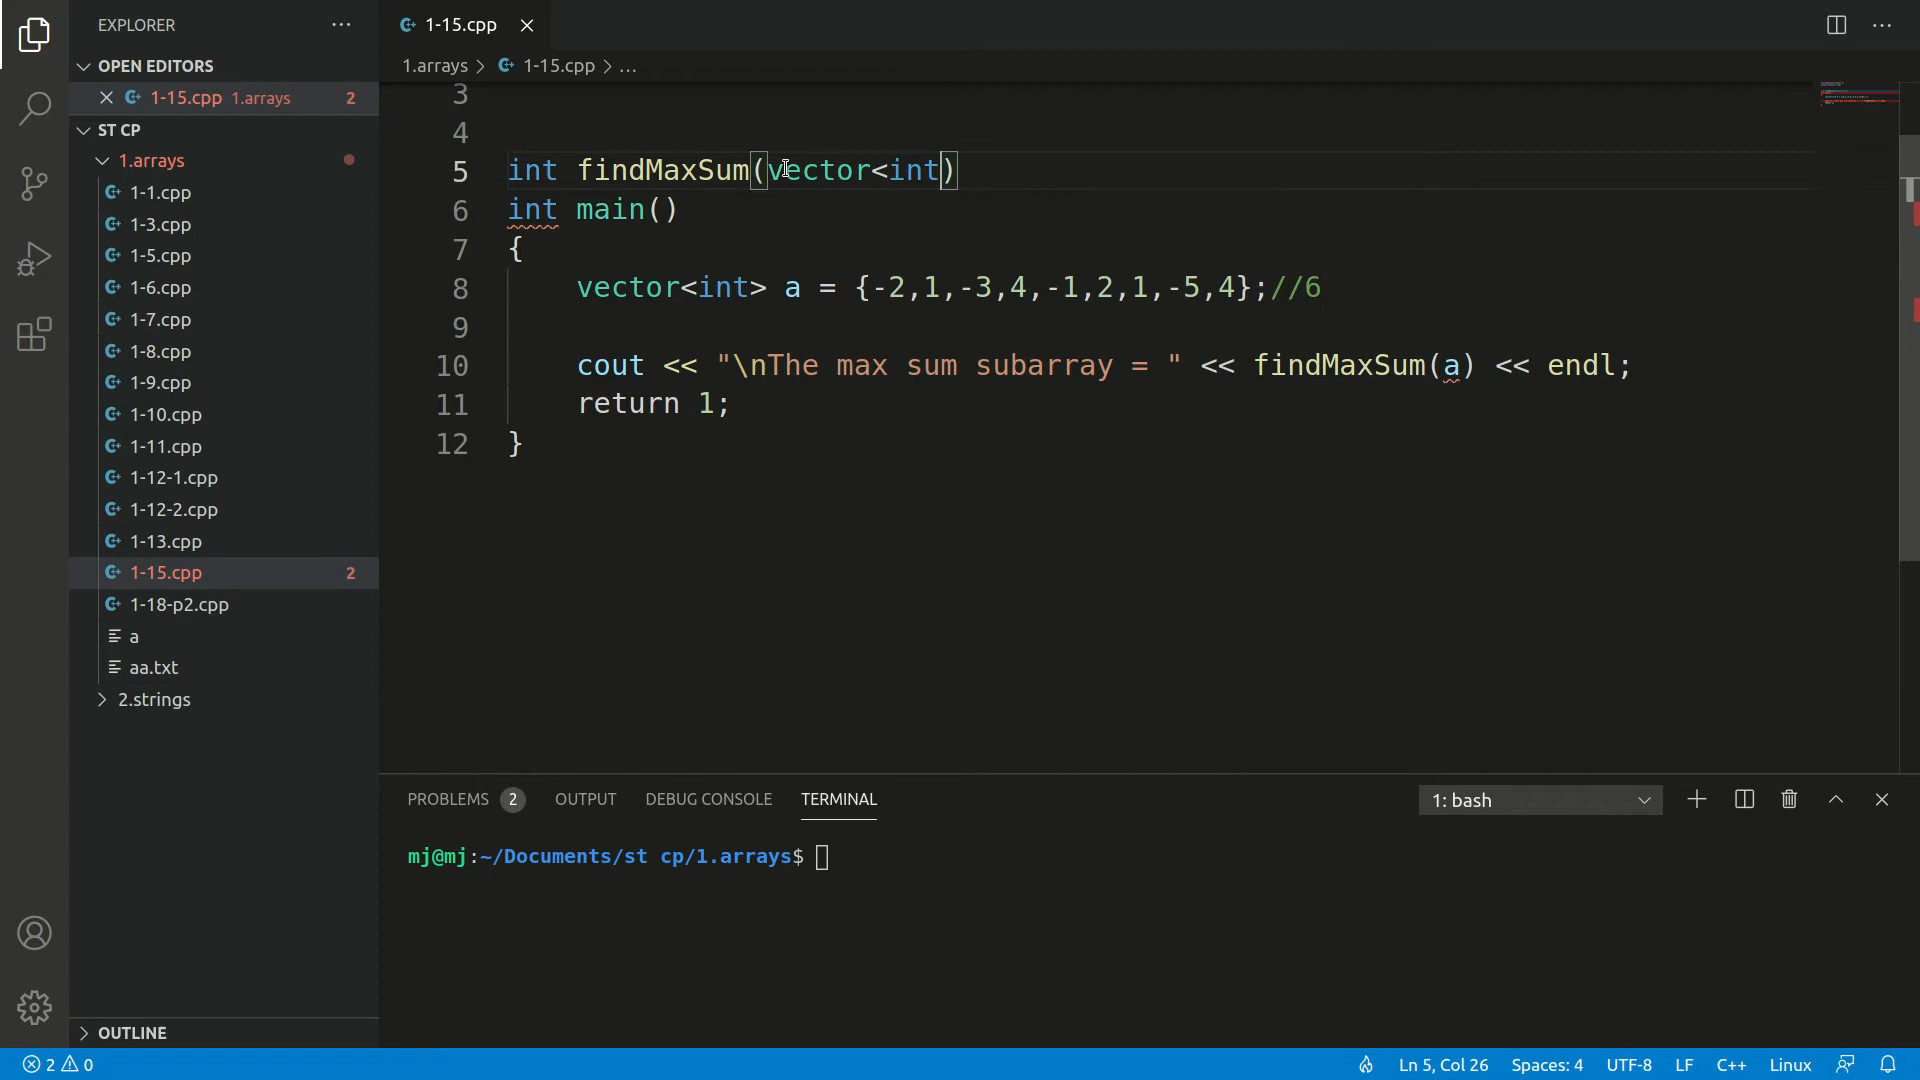 EXPLORER
OPEN EDITORS
1-15.cpp 1.arrays 2
ST CP
1.arrays
1-1.cpp
1-3.cpp
1-5.cpp
1-6.cpp
1-7.cpp
1-8.cpp
1-9.cpp
1-10.cpp
1-11.cpp
1-12-1.cpp
1-12-2.cpp
1-13.cpp
1-15.cpp 2
1-18-p2.cpp
a
aa.txt
2.strings
OUTLINE
1-15.cpp
1.arrays > 1-15.cpp > ...
3
4
5 int findMaxSum(vector<int)
6 int main()
7 {
8 vector<int> a = {-2,1,-3,4,-1,2,1,-5,4};//6
9
10 cout << "\nThe max sum subarray = " << findMaxSum(a) << endl;
11 return 1;
12 }
PROBLEMS 2 OUTPUT DEBUG CONSOLE TERMINAL 1: bash
mj@mj:~/Documents/st cp/1.arrays$
2 0 Ln 5, Col 26 Spaces: 4 UTF-8 LF C++ Linux